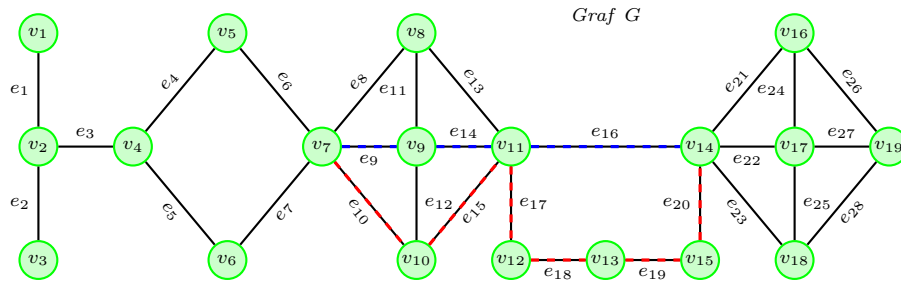 Graf G
v1 v5 v8 v16
e1 e4 e6 e8 e11 e13 e21 e24 e26
v2 e3 v4 v7 e9 v9 e14 v11 e16 v14 e22 v17 e27 v19
e2 e5 e7 e10 e12 e15 e17 e20 e23 e25 e28
v3 v6 v10 v12 e18 v13 e19 v15 v18